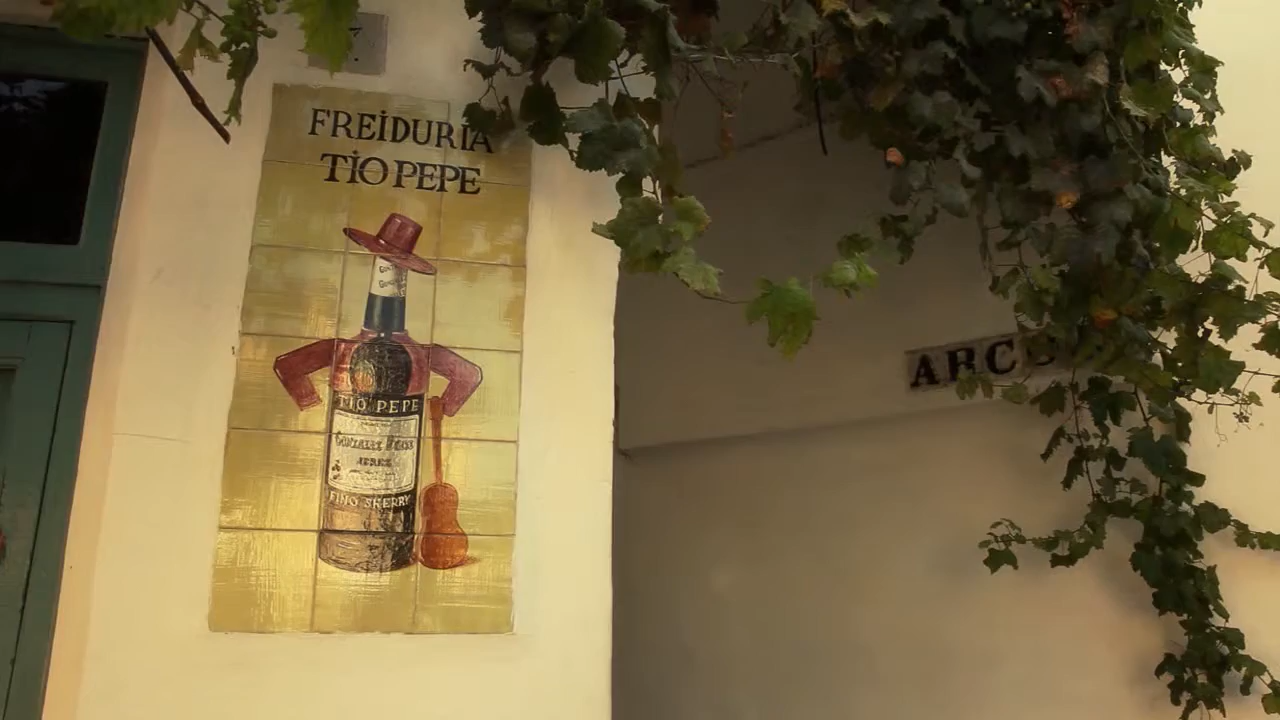 FREiDURIA
TiO PEPE
TIO PEPE
JEREZ
FINO SHERRY
ARCO